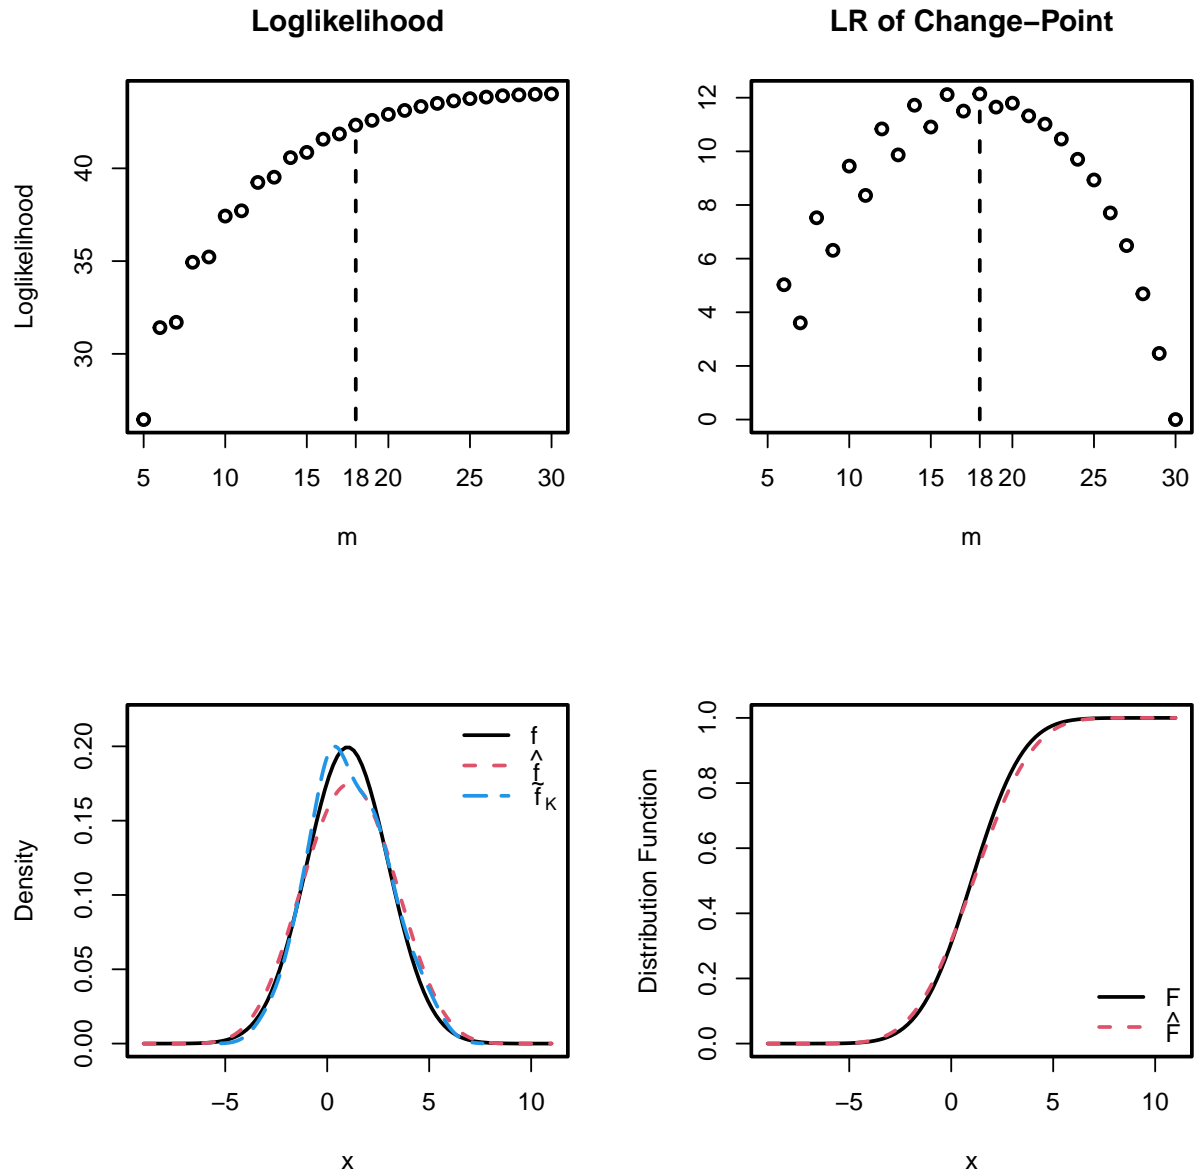 Loglikelihood
LR of Change−Point
Loglikelihood
40
35
30
5 10 15 18 20 25 30
m
12
10
8
6
4
2
0
5 10 15 18 20 25 30
m
Density
0.20
0.15
0.10
0.05
0.00
f
f̂
f̃K
−5 0 5 10
x
Distribution Function
1.0
0.8
0.6
0.4
0.2
0.0
F
F̂
−5 0 5 10
x